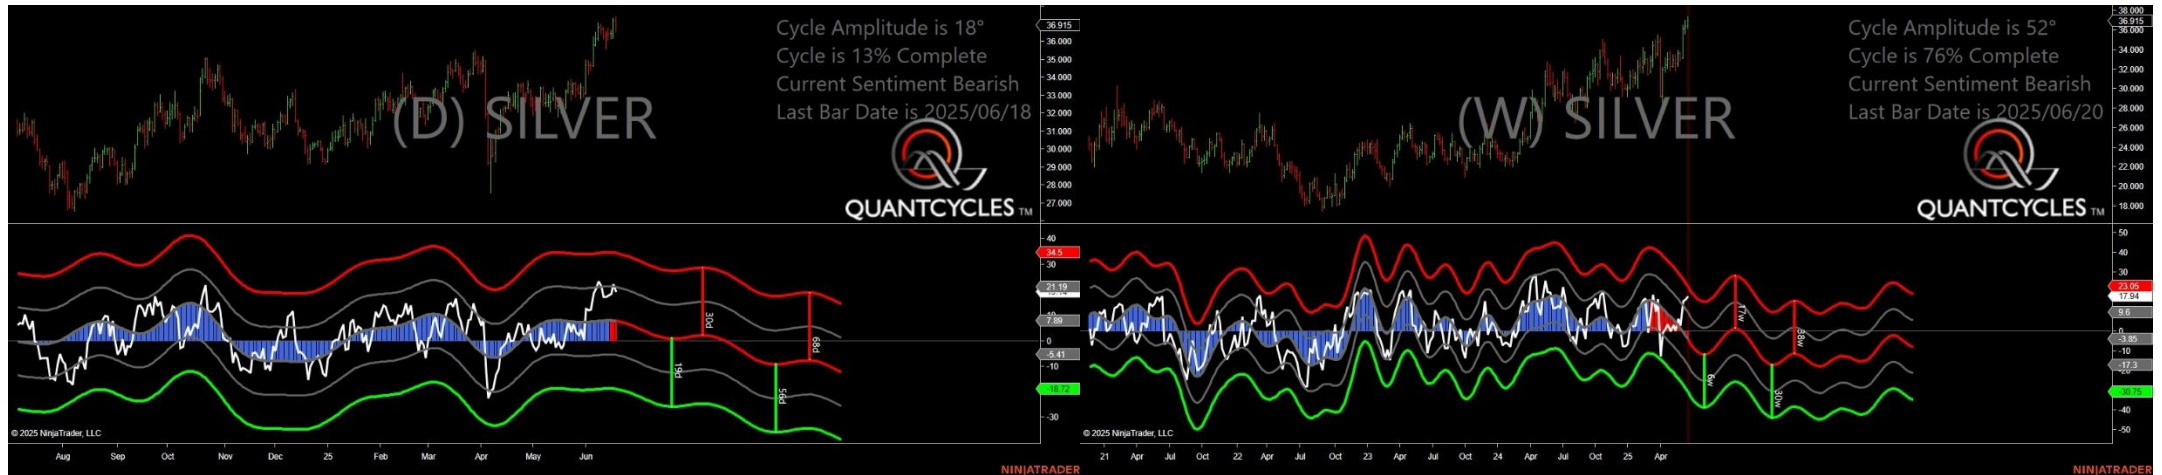 Cycle Amplitude is 18°
Cycle is 13% Complete
Current Sentiment Bearish
Last Bar Date is 2025/06/18
(D) SILVER
QUANTCYCLES TM
36.915
36.000
35.000
34.000
33.000
32.000
31.000
30.000
29.000
28.000
27.000
40
34.5
30
21.19
7.89
0
-5.41
-10
-18.72
-30
19d
30d
56d
68d
© 2025 NinjaTrader, LLC
Aug Sep Oct Nov Dec 25 Feb Mar Apr May Jun
NINJATRADER
Cycle Amplitude is 52°
Cycle is 76% Complete
Current Sentiment Bearish
Last Bar Date is 2025/06/20
(W) SILVER
QUANTCYCLES TM
38.000
36.915
36.000
32.000
30.000
28.000
26.000
24.000
22.000
20.000
18.000
50
40
30
23.05
17.94
9.6
0
-3.85
-10
-17.3
-30.75
-40
-50
6w
17w
30w
38w
© 2025 NinjaTrader, LLC
21 Apr Jul Oct 22 Apr Jul Oct 23 Apr Jul Oct 24 Apr Jul Oct 25 Apr
NINJATRADER